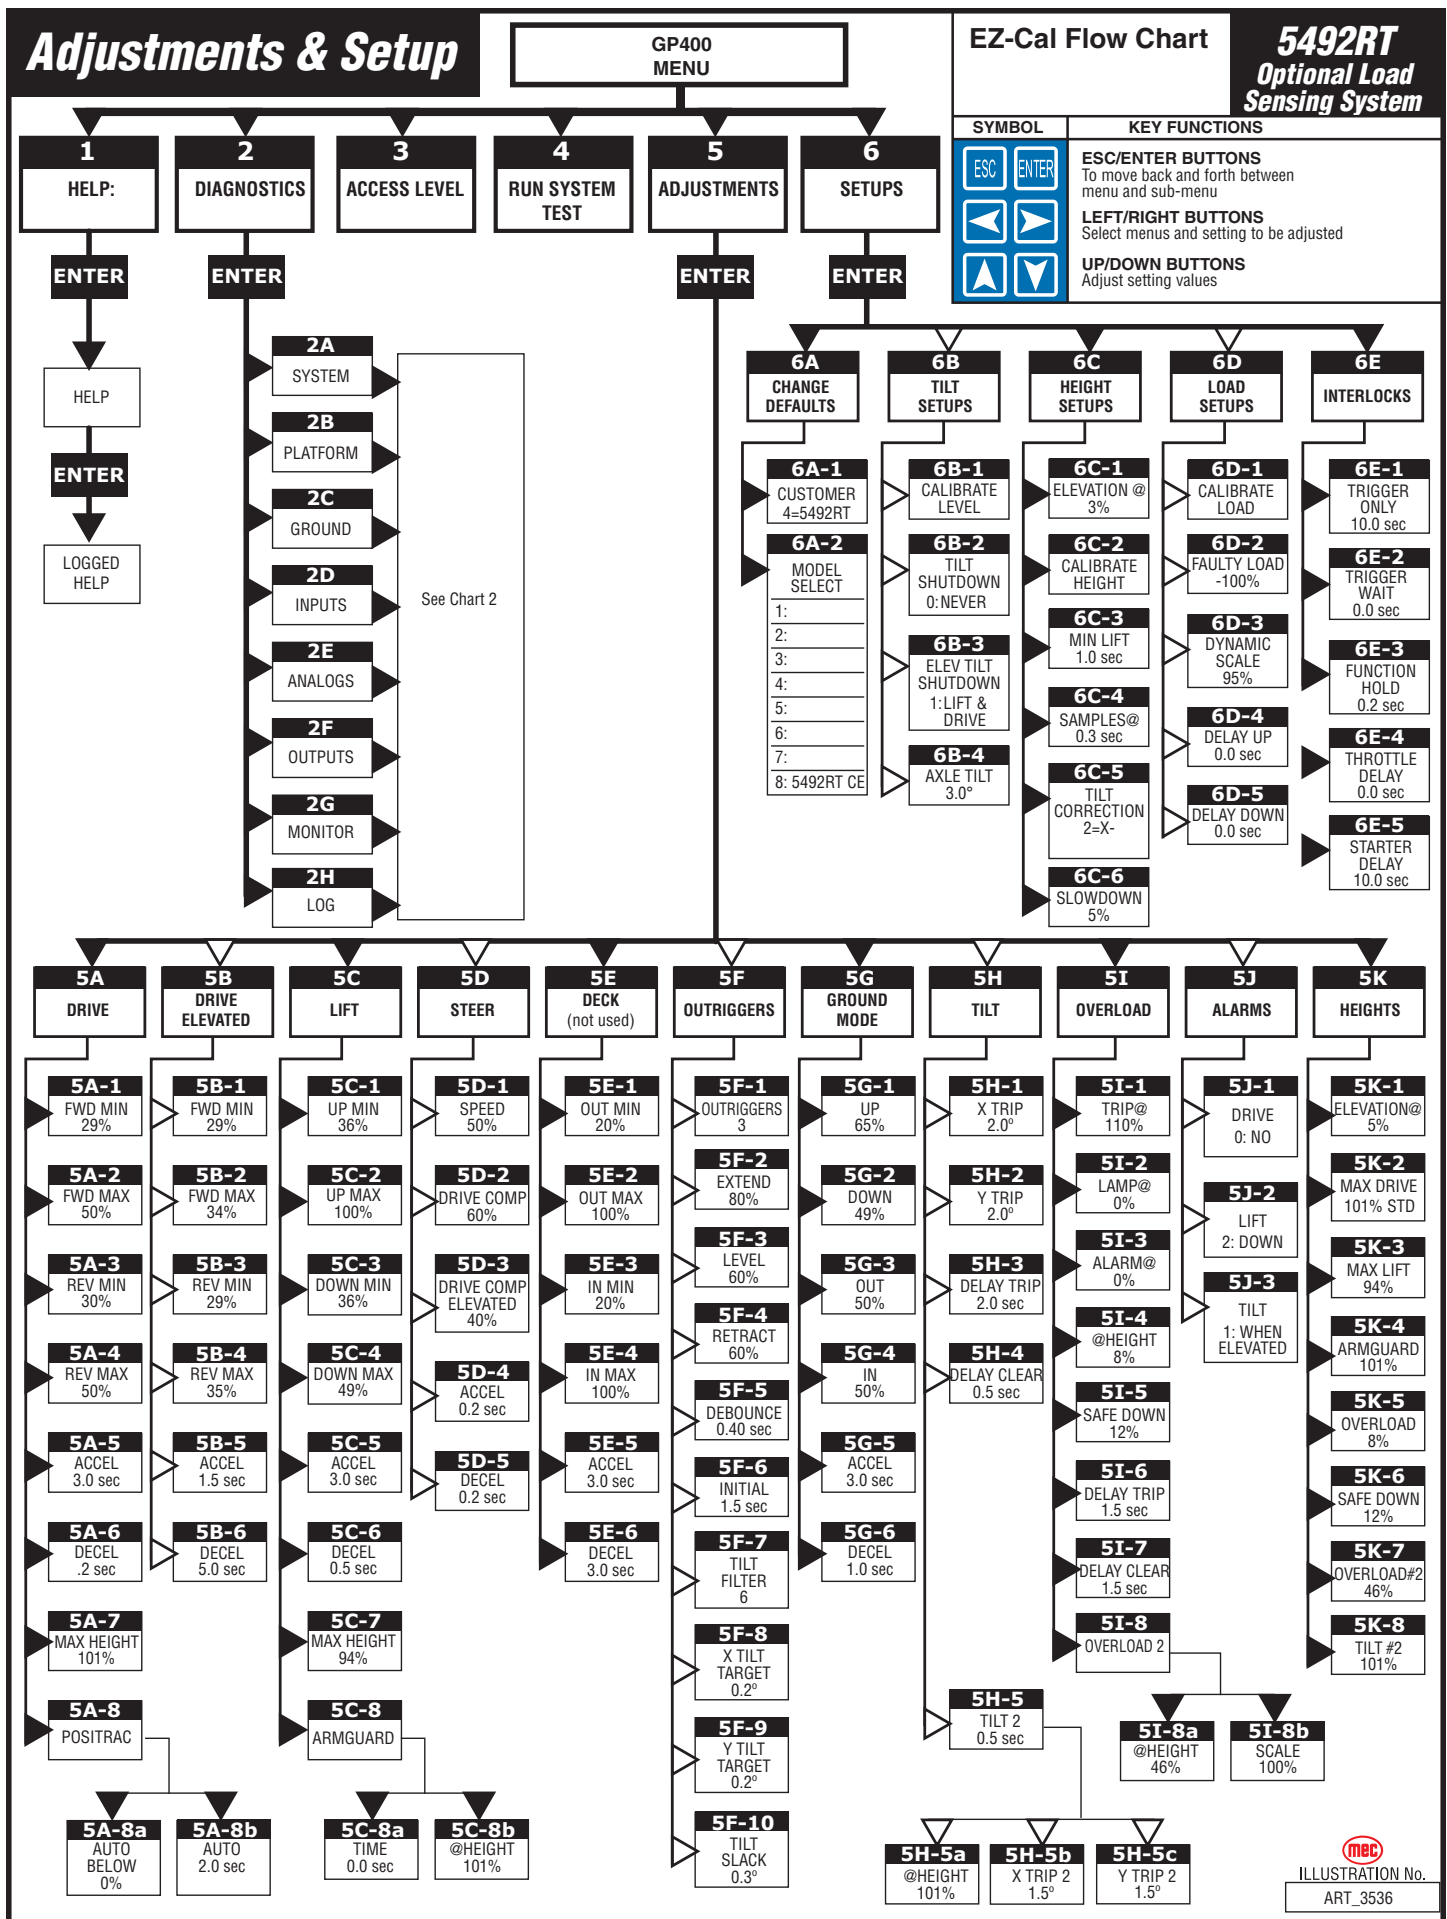 Adjustments & Setup
GP400
MENU
EZ-Cal Flow Chart
5492RT
Optional Load
Sensing System
SYMBOL
KEY FUNCTIONS
ESC
ENTER
ESC/ENTER BUTTONS
To move back and forth between
menu and sub-menu
LEFT/RIGHT BUTTONS
Select menus and setting to be adjusted
UP/DOWN BUTTONS
Adjust setting values
1
HELP:
2
DIAGNOSTICS
3
ACCESS LEVEL
4
RUN SYSTEM
TEST
5
ADJUSTMENTS
6
SETUPS
ENTER
ENTER
ENTER
ENTER
HELP
ENTER
LOGGED
HELP
2A
SYSTEM
2B
PLATFORM
2C
GROUND
2D
INPUTS
2E
ANALOGS
2F
OUTPUTS
2G
MONITOR
2H
LOG
See Chart 2
6A
CHANGE
DEFAULTS
6A-1
CUSTOMER
4=5492RT
6A-2
MODEL
SELECT
1:
2:
3:
4:
5:
6:
7:
8: 5492RT CE
6B
TILT
SETUPS
6B-1
CALIBRATE
LEVEL
6B-2
TILT
SHUTDOWN
0: NEVER
6B-3
ELEV TILT
SHUTDOWN
1: LIFT &
DRIVE
6B-4
AXLE TILT
3.0°
6C
HEIGHT
SETUPS
6C-1
ELEVATION @
3%
6C-2
CALIBRATE
HEIGHT
6C-3
MIN LIFT
1.0 sec
6C-4
SAMPLES@
0.3 sec
6C-5
TILT
CORRECTION
2=X-
6C-6
SLOWDOWN
5%
6D
LOAD
SETUPS
6D-1
CALIBRATE
LOAD
6D-2
FAULTY LOAD
-100%
6D-3
DYNAMIC
SCALE
95%
6D-4
DELAY UP
0.0 sec
6D-5
DELAY DOWN
0.0 sec
6E
INTERLOCKS
6E-1
TRIGGER
ONLY
10.0 sec
6E-2
TRIGGER
WAIT
0.0 sec
6E-3
FUNCTION
HOLD
0.2 sec
6E-4
THROTTLE
DELAY
0.0 sec
6E-5
STARTER
DELAY
10.0 sec
5A
DRIVE
5A-1
FWD MIN
29%
5A-2
FWD MAX
50%
5A-3
REV MIN
30%
5A-4
REV MAX
50%
5A-5
ACCEL
3.0 sec
5A-6
DECEL
.2 sec
5A-7
MAX HEIGHT
101%
5A-8
POSITRAC
5A-8a
AUTO
BELOW
0%
5A-8b
AUTO
2.0 sec
5B
DRIVE
ELEVATED
5B-1
FWD MIN
29%
5B-2
FWD MAX
34%
5B-3
REV MIN
29%
5B-4
REV MAX
35%
5B-5
ACCEL
1.5 sec
5B-6
DECEL
5.0 sec
5C
LIFT
5C-1
UP MIN
36%
5C-2
UP MAX
100%
5C-3
DOWN MIN
36%
5C-4
DOWN MAX
49%
5C-5
ACCEL
3.0 sec
5C-6
DECEL
0.5 sec
5C-7
MAX HEIGHT
94%
5C-8
ARMGUARD
5C-8a
TIME
0.0 sec
5C-8b
@HEIGHT
101%
5D
STEER
5D-1
SPEED
50%
5D-2
DRIVE COMP
60%
5D-3
DRIVE COMP
ELEVATED
40%
5D-4
ACCEL
0.2 sec
5D-5
DECEL
0.2 sec
5E
DECK
(not used)
5E-1
OUT MIN
20%
5E-2
OUT MAX
100%
5E-3
IN MIN
20%
5E-4
IN MAX
100%
5E-5
ACCEL
3.0 sec
5E-6
DECEL
3.0 sec
5F
OUTRIGGERS
5F-1
OUTRIGGERS
3
5F-2
EXTEND
80%
5F-3
LEVEL
60%
5F-4
RETRACT
60%
5F-5
DEBOUNCE
0.40 sec
5F-6
INITIAL
1.5 sec
5F-7
TILT
FILTER
6
5F-8
X TILT
TARGET
0.2°
5F-9
Y TILT
TARGET
0.2°
5F-10
TILT
SLACK
0.3°
5G
GROUND
MODE
5G-1
UP
65%
5G-2
DOWN
49%
5G-3
OUT
50%
5G-4
IN
50%
5G-5
ACCEL
3.0 sec
5G-6
DECEL
1.0 sec
5H
TILT
5H-1
X TRIP
2.0°
5H-2
Y TRIP
2.0°
5H-3
DELAY TRIP
2.0 sec
5H-4
DELAY CLEAR
0.5 sec
5H-5
TILT 2
0.5 sec
5H-5a
@HEIGHT
101%
5H-5b
X TRIP 2
1.5°
5H-5c
Y TRIP 2
1.5°
5I
OVERLOAD
5I-1
TRIP@
110%
5I-2
LAMP@
0%
5I-3
ALARM@
0%
5I-4
@HEIGHT
8%
5I-5
SAFE DOWN
12%
5I-6
DELAY TRIP
1.5 sec
5I-7
DELAY CLEAR
1.5 sec
5I-8
OVERLOAD 2
5I-8a
@HEIGHT
46%
5I-8b
SCALE
100%
5J
ALARMS
5J-1
DRIVE
0: NO
5J-2
LIFT
2: DOWN
5J-3
TILT
1: WHEN
ELEVATED
5K
HEIGHTS
5K-1
ELEVATION@
5%
5K-2
MAX DRIVE
101% STD
5K-3
MAX LIFT
94%
5K-4
ARMGUARD
101%
5K-5
OVERLOAD
8%
5K-6
SAFE DOWN
12%
5K-7
OVERLOAD#2
46%
5K-8
TILT #2
101%
mec
ILLUSTRATION No.
ART_3536